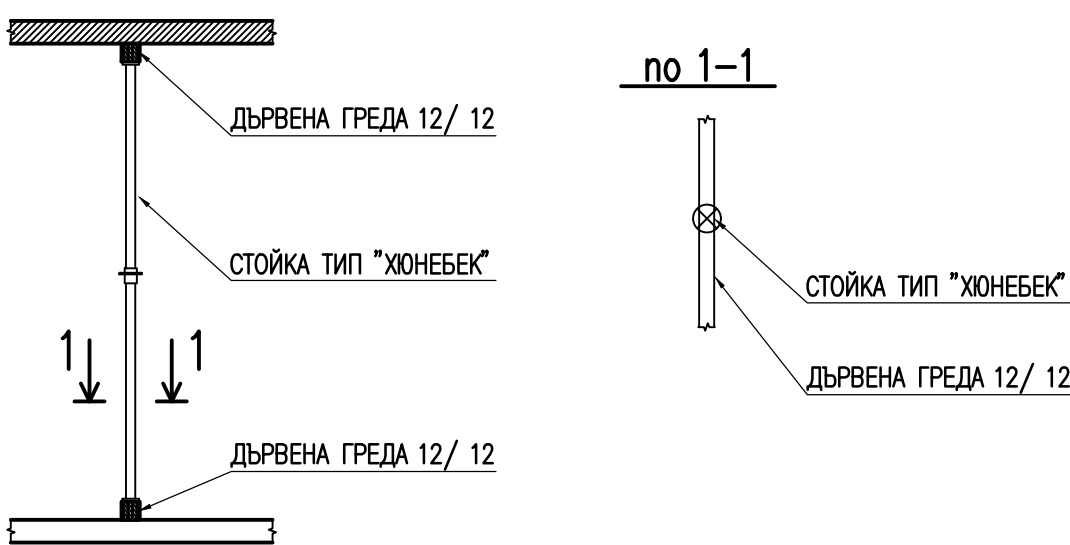 по 1-1
ДЪРВЕНА ГРЕДА 12/ 12
СТОЙКА ТИП "ХЮНЕБЕК"
СТОЙКА ТИП "ХЮНЕБЕК"
1 1
ДЪРВЕНА ГРЕДА 12/ 12
ДЪРВЕНА ГРЕДА 12/ 12